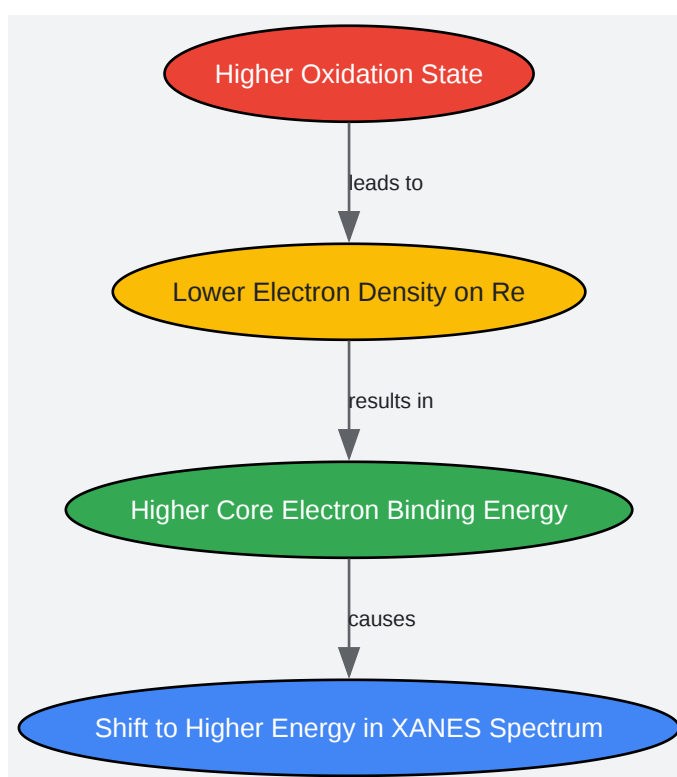 Higher Oxidation State
leads to
Lower Electron Density on Re
results in
Higher Core Electron Binding Energy
causes
Shift to Higher Energy in XANES Spectrum